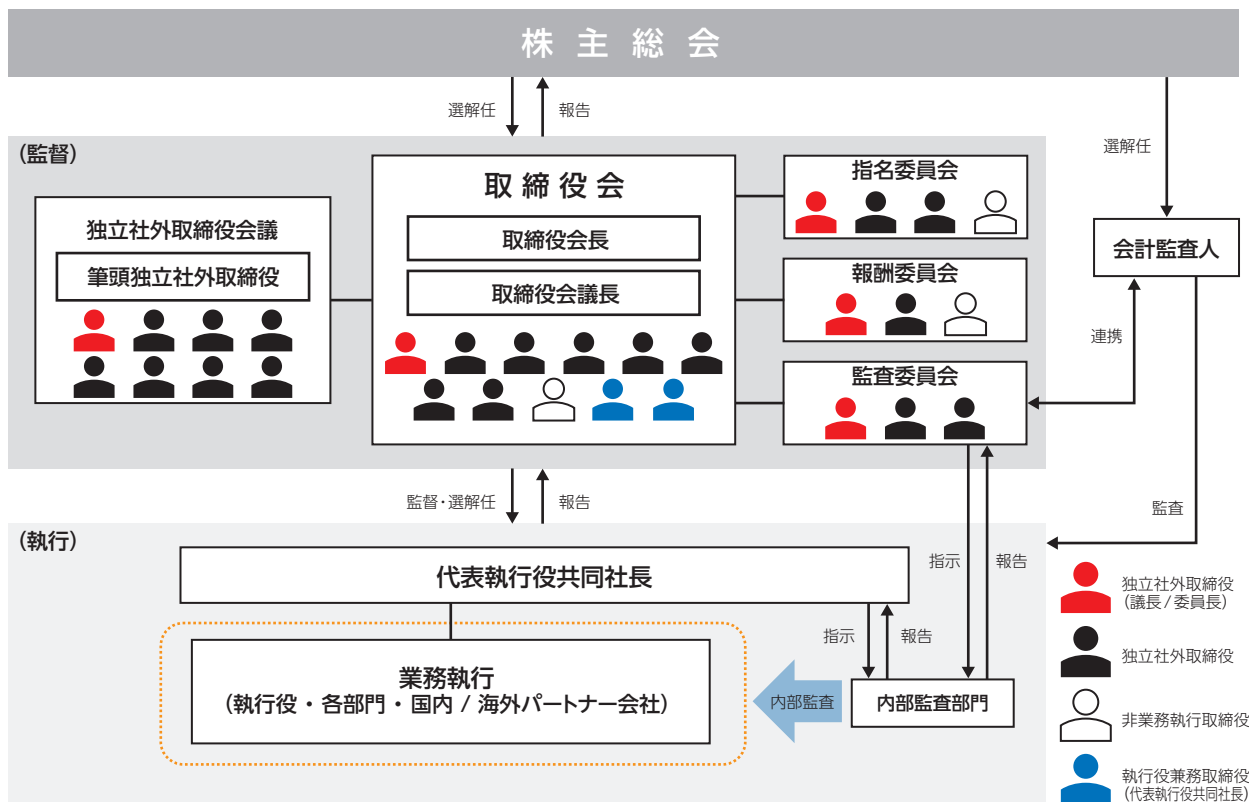 株主総会
選解任
報告
選解任
(監督)
独立社外取締役会議
筆頭独立社外取締役
取締役会
取締役会長
取締役会議長
指名委員会
報酬委員会
監査委員会
会計監査人
連携
監査
監督・選解任
報告
(執行)
代表執行役共同社長
指示
報告
指示
報告
業務執行
(執行役・各部門・国内 / 海外パートナー会社)
内部監査
内部監査部門
独立社外取締役
(議長 / 委員長)
独立社外取締役
非業務執行取締役
執行役兼務取締役
(代表執行役共同社長)